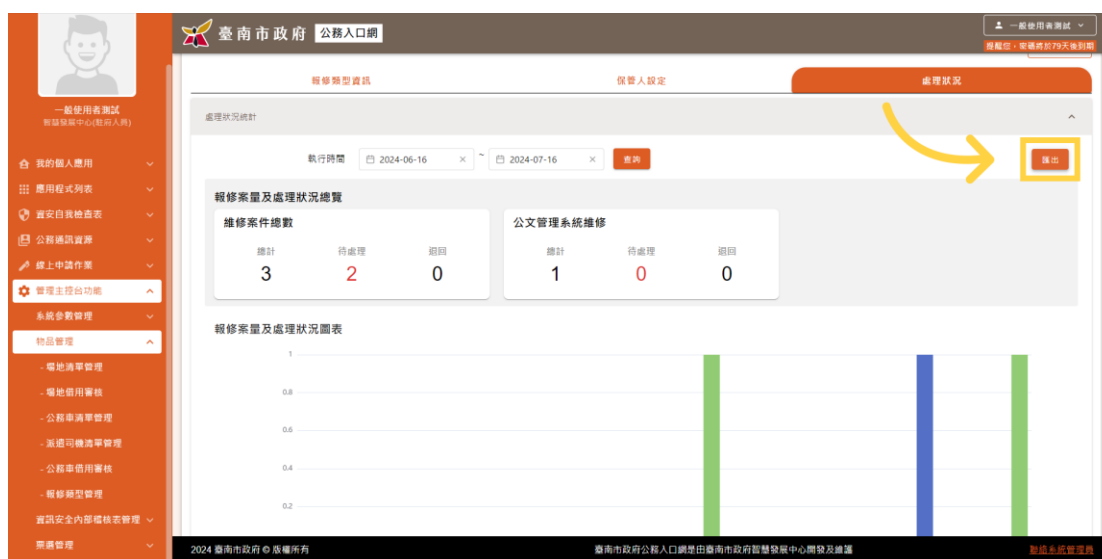 臺南市政府 公務入口網
一般使用者測試
提醒您，密碼將於79天後到期
一般使用者測試
智慧發展中心(駐府人員)
我的個人應用
應用程式列表
資安自我檢查表
公務通訊資源
線上申請作業
管理主控台功能
系統參數管理
物品管理
- 場地清單管理
- 場地借用審核
- 公務車清單管理
- 派遣司機清單管理
- 公務車借用審核
- 報修類型管理
資訊安全內部稽核表管理
票選管理
報修類型資訊
保管人設定
處理狀況
處理狀況統計
執行時間 2024-06-16 × ~ 2024-07-16 × 查詢
匯出
報修案量及處理狀況總覽
維修案件總數
總計 待處理 退回
3 2 0
公文管理系統維修
總計 待處理 退回
1 0 0
報修案量及處理狀況圖表
1
0.8
0.6
0.4
0.2
2024 臺南市政府 © 版權所有
臺南市政府公務入口網是由臺南市政府智慧發展中心開發及維護
聯絡系統管理員